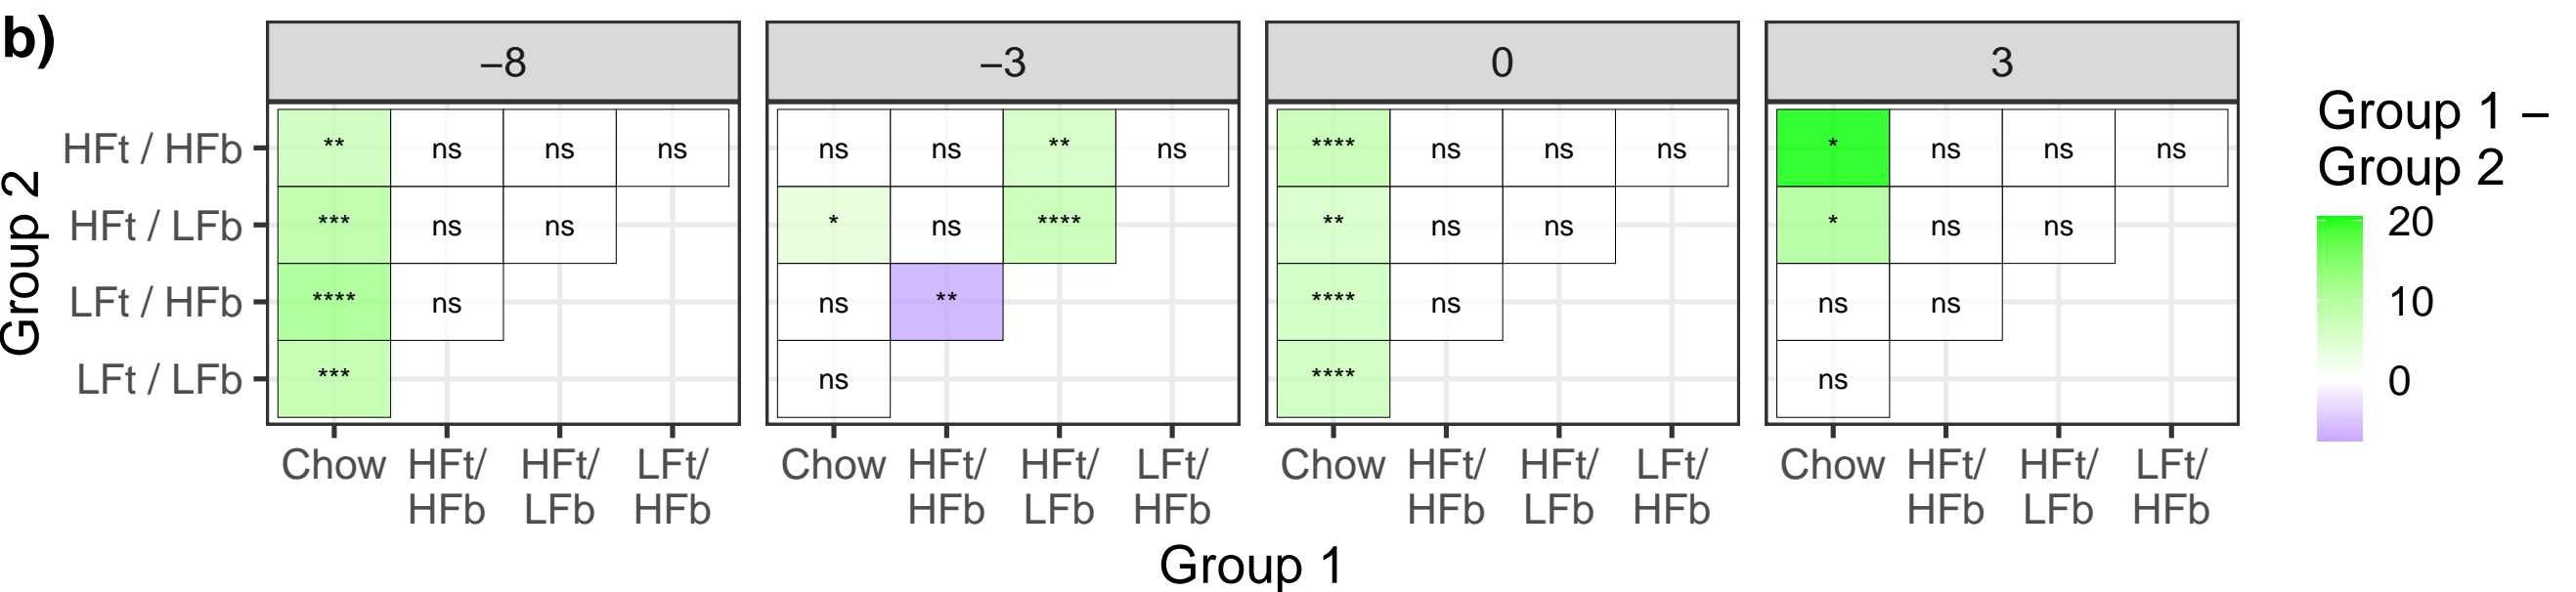 b)
−8 −3 0 3
Group 2
HFt / HFb ** ns ns ns ns ns ** ns **** ns ns ns * ns ns ns
HFt / LFb *** ns ns * ns **** ** ns ns * ns ns
LFt / HFb **** ns ns ** **** ns ns ns
LFt / LFb *** ns **** ns
Chow HFt/ HFt/ LFt/ Chow HFt/ HFt/ LFt/ Chow HFt/ HFt/ LFt/ Chow HFt/ HFt/ LFt/
HFb LFb HFb HFb LFb HFb HFb LFb HFb HFb LFb HFb
Group 1
Group 1 −
Group 2
20
10
0